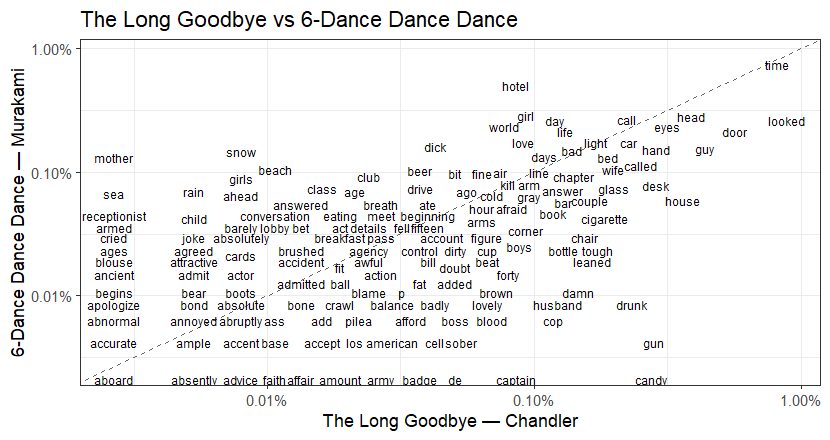 The Long Goodbye vs 6-Dance Dance Dance
1.00%
time
hotel
girl day call head looked
world life eyes door
dick love light car guy
mother snow days bad bed hand
0.10%
beach beer bit fine air line wife called
girls club kill arm chapter desk
sea rain ahead class age drive ago cold answer glass
answered breath ate gray bar couple house
receptionist child conversation eating meet beginning hour afraid book cigarette
armed barely lobby bet act details fell fifteen arms corner
cried joke absolutely breakfast pass account figure chair
ages agreed cards brushed agency control dirty cup boys bottle tough
blouse attractive accident fit awful bill doubt beat leaned
ancient admit actor action forty
admitted ball fat added
0.01%
begins bear boots blame p brown damn
apologize bond absolute bone crawl balance badly lovely husband drunk
abnormal annoyed abruptly ass add pilea afford boss blood cop
accurate ample accent base accept los american cell sober gun
aboard absently advice faith affair amount army badge de captain candy
0.01% 0.10% 1.00%
The Long Goodbye — Chandler
6-Dance Dance Dance — Murakami